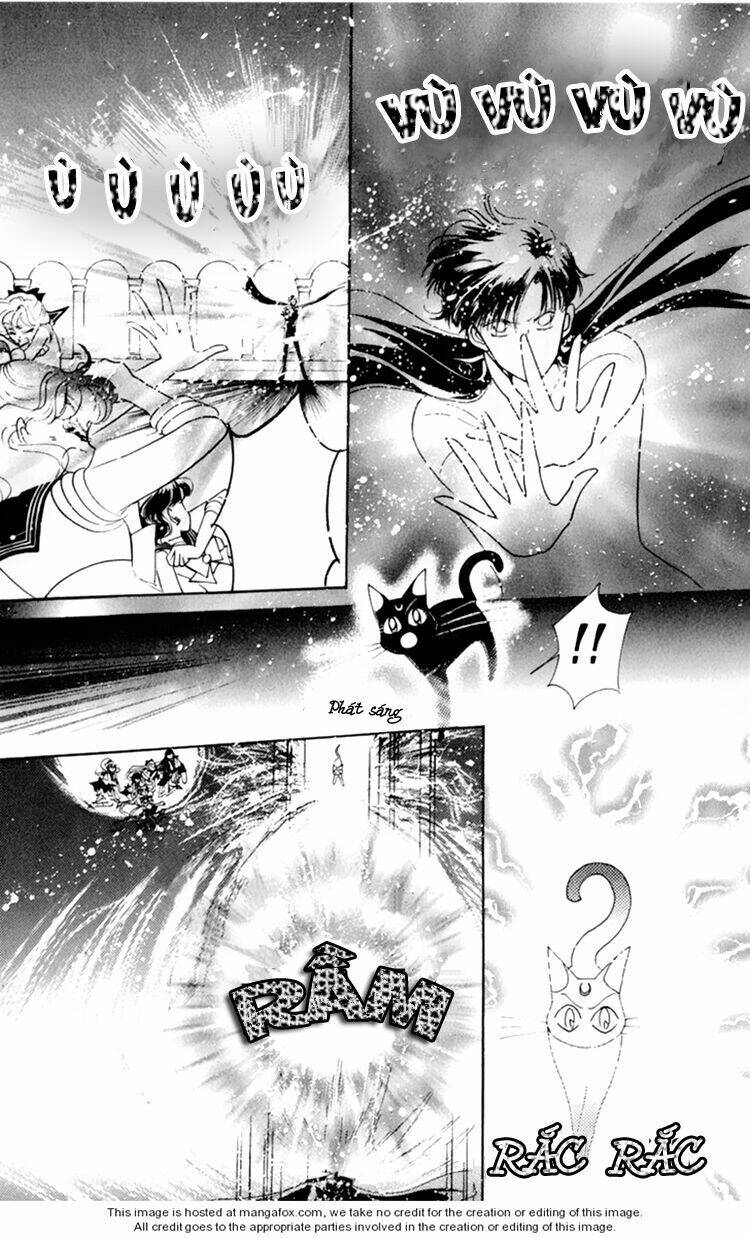 VÙ VÙ VÙ VÙ
Ù Ù Ù Ù Ù
!!
Phát sáng
RẦM
RẮC RẮC
This image is hosted at mangafox.com, we take no credit for the creation or editing of this image.
All credit goes to the appropriate parties involved in the creation or editing of this image.